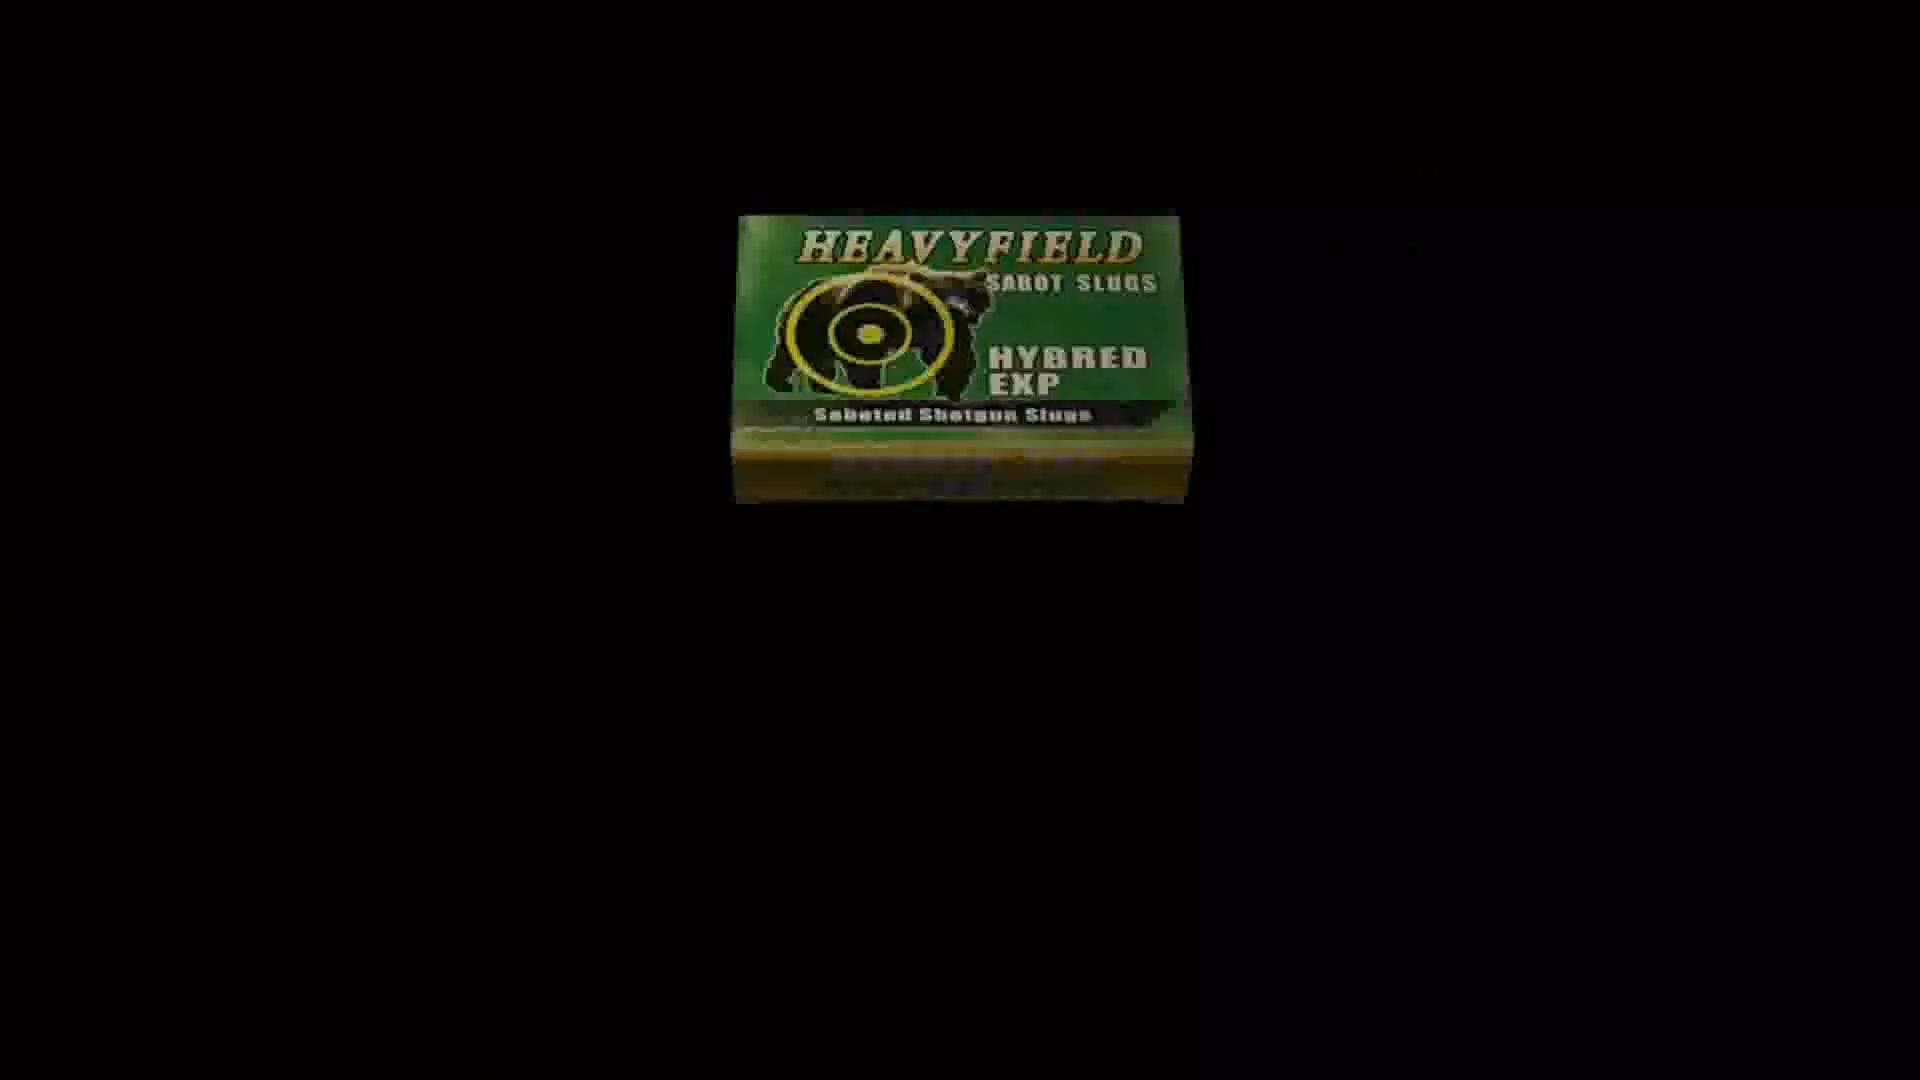 HEAVYFIELD
SABOT SLUGS
HYBRED
EXP
Saboted Shotgun Slugs